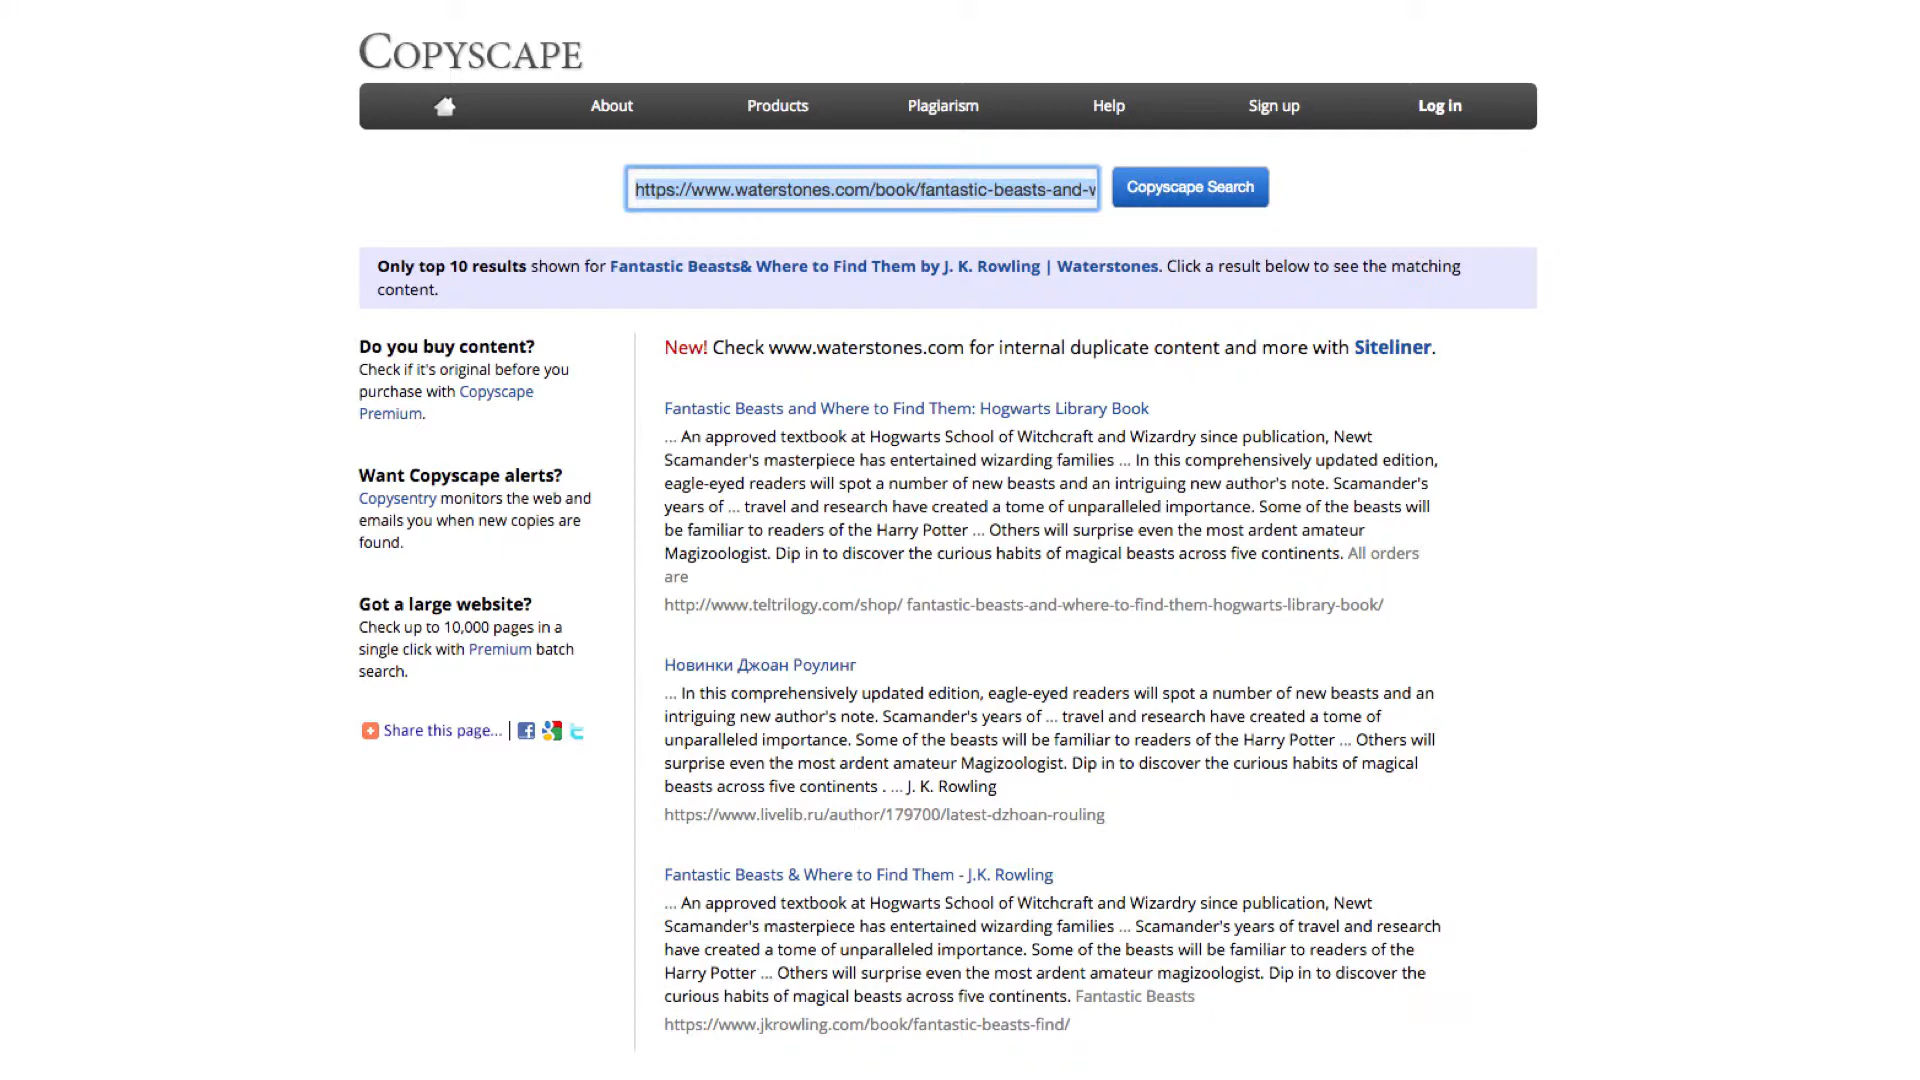 COPYSCAPE
About Products Plagiarism Help Sign up Log in
https://www.waterstones.com/book/fantastic-beasts-and-w
Copyscape Search
Only top 10 results shown for Fantastic Beasts& Where to Find Them by J. K. Rowling | Waterstones. Click a result below to see the matching
content.
Do you buy content?
Check if it's original before you
purchase with Copyscape
Premium.
Want Copyscape alerts?
Copysentry monitors the web and
emails you when new copies are
found.
Got a large website?
Check up to 10,000 pages in a
single click with Premium batch
search.
Share this page...
New! Check www.waterstones.com for internal duplicate content and more with Siteliner.
Fantastic Beasts and Where to Find Them: Hogwarts Library Book
... An approved textbook at Hogwarts School of Witchcraft and Wizardry since publication, Newt
Scamander's masterpiece has entertained wizarding families ... In this comprehensively updated edition,
eagle-eyed readers will spot a number of new beasts and an intriguing new author's note. Scamander's
years of ... travel and research have created a tome of unparalleled importance. Some of the beasts will
be familiar to readers of the Harry Potter ... Others will surprise even the most ardent amateur
Magizoologist. Dip in to discover the curious habits of magical beasts across five continents. All orders
are
http://www.teltrilogy.com/shop/ fantastic-beasts-and-where-to-find-them-hogwarts-library-book/
Новинки Джоан Роулинг
... In this comprehensively updated edition, eagle-eyed readers will spot a number of new beasts and an
intriguing new author's note. Scamander's years of ... travel and research have created a tome of
unparalleled importance. Some of the beasts will be familiar to readers of the Harry Potter ... Others will
surprise even the most ardent amateur Magizoologist. Dip in to discover the curious habits of magical
beasts across five continents . ... J. K. Rowling
https://www.livelib.ru/author/179700/latest-dzhoan-rouling
Fantastic Beasts & Where to Find Them - J.K. Rowling
... An approved textbook at Hogwarts School of Witchcraft and Wizardry since publication, Newt
Scamander's masterpiece has entertained wizarding families ... Scamander's years of travel and research
have created a tome of unparalleled importance. Some of the beasts will be familiar to readers of the
Harry Potter ... Others will surprise even the most ardent amateur magizoologist. Dip in to discover the
curious habits of magical beasts across five continents. Fantastic Beasts
https://www.jkrowling.com/book/fantastic-beasts-find/